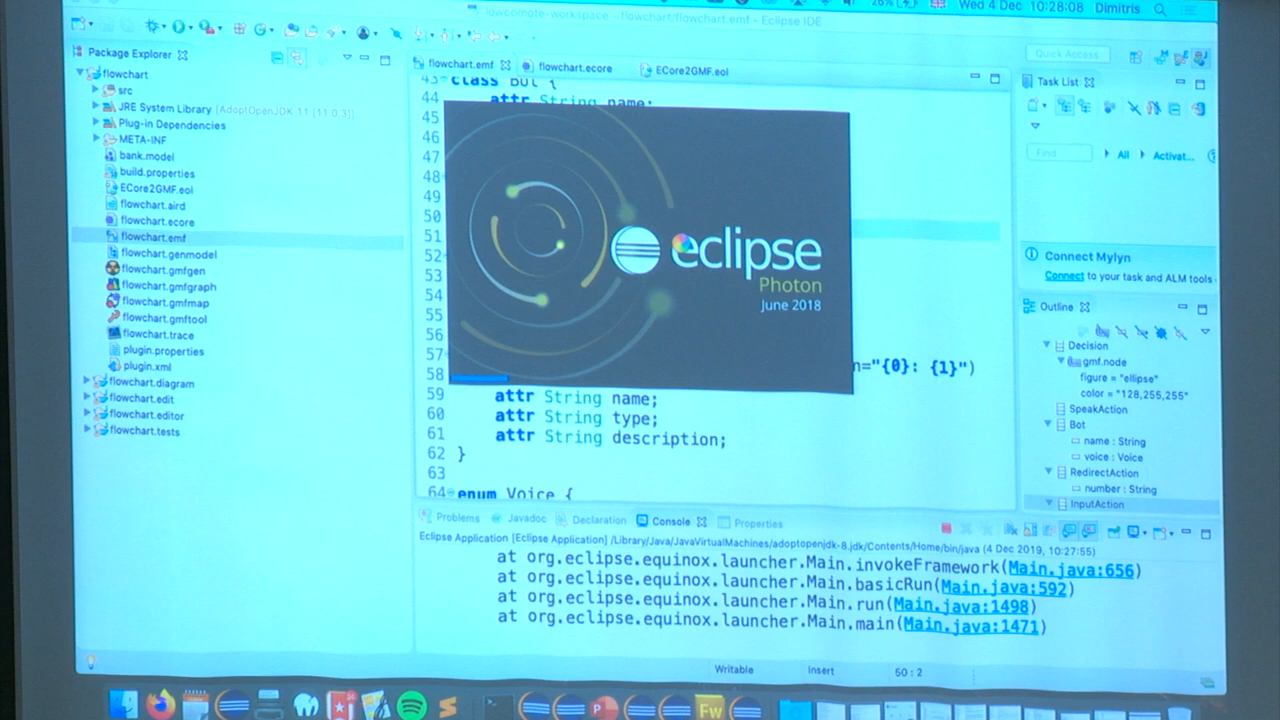 26%
Wed 4 Dec 10:28:08 Dimitris
lowcomote-workspace - flowchart/flowchart.emf - Eclipse IDE
Quick Access
Package Explorer
flowchart
src
JRE System Library [AdoptOpenJDK 11 [11.0.3]]
Plug-in Dependencies
META-INF
bank.model
build.properties
ECore2GMF.eol
flowchart.aird
flowchart.ecore
flowchart.emf
flowchart.genmodel
flowchart.gmfgen
flowchart.gmfgraph
flowchart.gmfmap
flowchart.gmftool
flowchart.trace
plugin.properties
plugin.xml
flowchart.diagram
flowchart.edit
flowchart.editor
flowchart.tests
flowchart.emf
flowchart.ecore
ECore2GMF.eol
43 class Bot {
44 attr String name;
45
46
47
48
49
50
51
52
53
54
55
56
57
58 n="{0}: {1}")
59 attr String name;
60 attr String type;
61 attr String description;
62 }
63
64 enum Voice {
eclipse
Photon
June 2018
Task List
Find
All
Activat...
Connect Mylyn
Connect to your task and ALM tools
Outline
Decision
gmf.node
figure = "ellipse"
color = "128,255,255"
SpeakAction
Bot
name : String
voice : Voice
RedirectAction
number : String
InputAction
Problems Javadoc Declaration Console Properties
Eclipse Application [Eclipse Application] /Library/Java/JavaVirtualMachines/adoptopenjdk-8.jdk/Contents/Home/bin/java (4 Dec 2019, 10:27:55)
at org.eclipse.equinox.launcher.Main.invokeFramework(Main.java:656)
at org.eclipse.equinox.launcher.Main.basicRun(Main.java:592)
at org.eclipse.equinox.launcher.Main.run(Main.java:1498)
at org.eclipse.equinox.launcher.Main.main(Main.java:1471)
Writable Insert 50 : 2
Fw